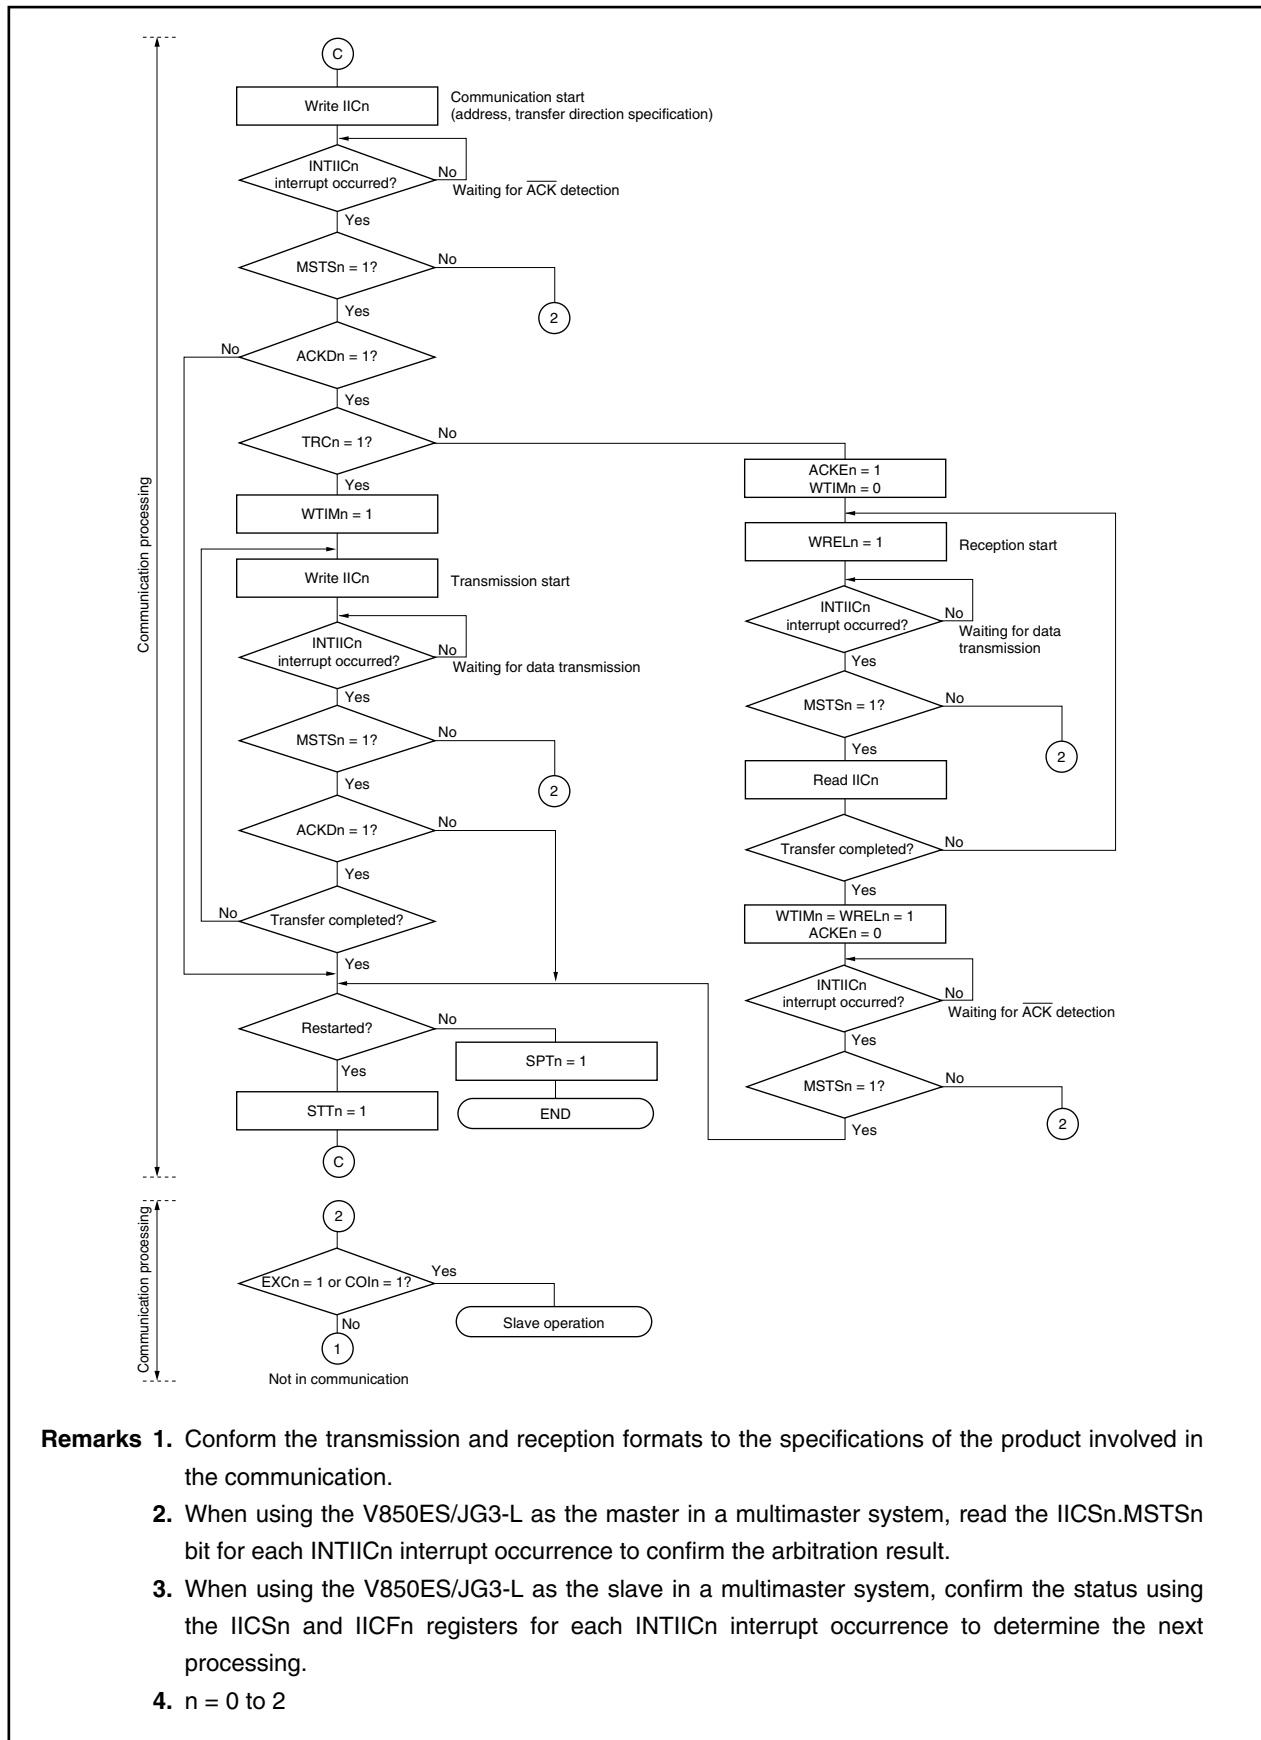 C
Write IICn
Communication start
(address, transfer direction specification)
INTIICn
interrupt occurred?
No
Waiting for ACK detection
Yes
MSTSn = 1?
No
2
Yes
ACKDn = 1?
No
Yes
TRCn = 1?
No
Yes
WTIMn = 1
Write IICn
Transmission start
INTIICn
interrupt occurred?
No
Waiting for data transmission
Yes
MSTSn = 1?
No
2
Yes
ACKDn = 1?
No
Yes
Transfer completed?
No
Yes
Restarted?
No
SPTn = 1
END
Yes
STTn = 1
C
ACKEn = 1
WTIMn = 0
WRELn = 1
Reception start
INTIICn
interrupt occurred?
No
Waiting for data
transmission
Yes
MSTSn = 1?
No
2
Yes
Read IICn
Transfer completed?
No
Yes
WTIMn = WRELn = 1
ACKEn = 0
INTIICn
interrupt occurred?
No
Waiting for ACK detection
Yes
MSTSn = 1?
No
2
Yes
Communication processing
2
EXCn = 1 or COIn = 1?
Yes
Slave operation
No
1
Not in communication
Communication processing
Remarks 1. Conform the transmission and reception formats to the specifications of the product involved in
the communication.
2. When using the V850ES/JG3-L as the master in a multimaster system, read the IICSn.MSTSn
bit for each INTIICn interrupt occurrence to confirm the arbitration result.
3. When using the V850ES/JG3-L as the slave in a multimaster system, confirm the status using
the IICSn and IICFn registers for each INTIICn interrupt occurrence to determine the next
processing.
4. n = 0 to 2